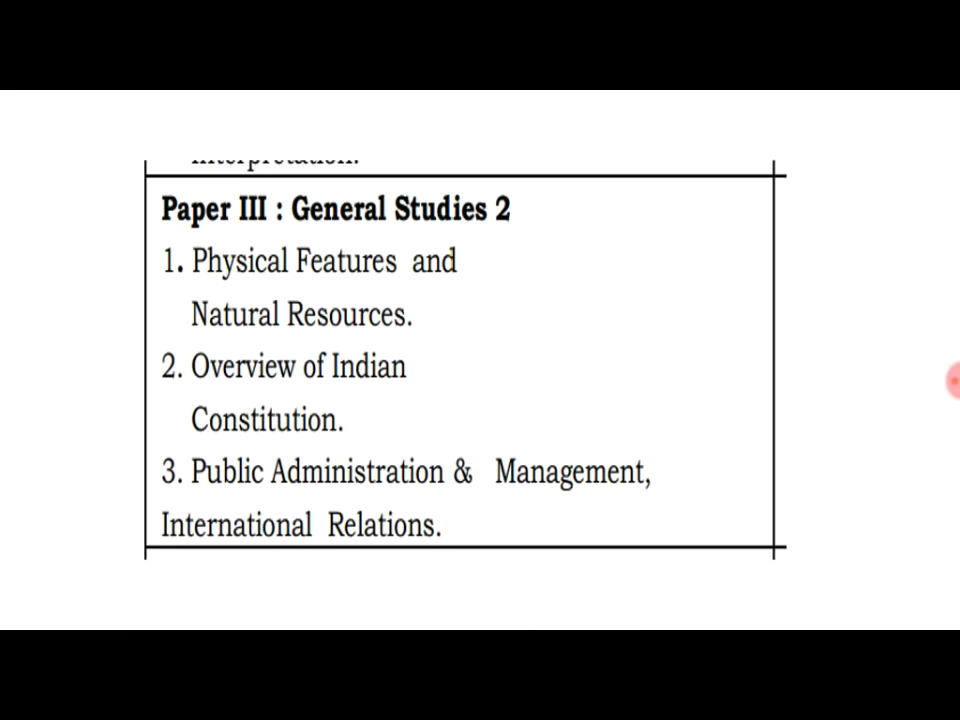 Paper III : General Studies 2
1. Physical Features and
Natural Resources.
2. Overview of Indian
Constitution.
3. Public Administration & Management,
International Relations.